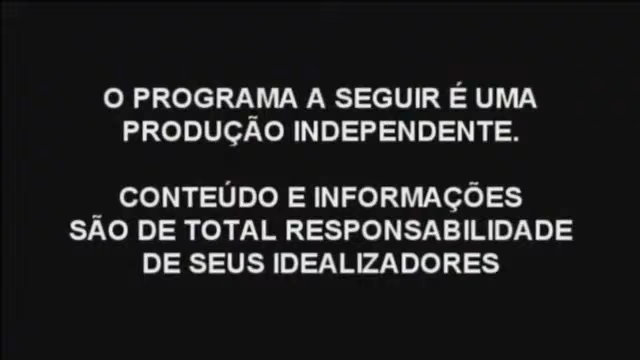 O PROGRAMA A SEGUIR É UMA
PRODUÇÃO INDEPENDENTE.
CONTEÚDO E INFORMAÇÕES
SÃO DE TOTAL RESPONSABILIDADE
DE SEUS IDEALIZADORES